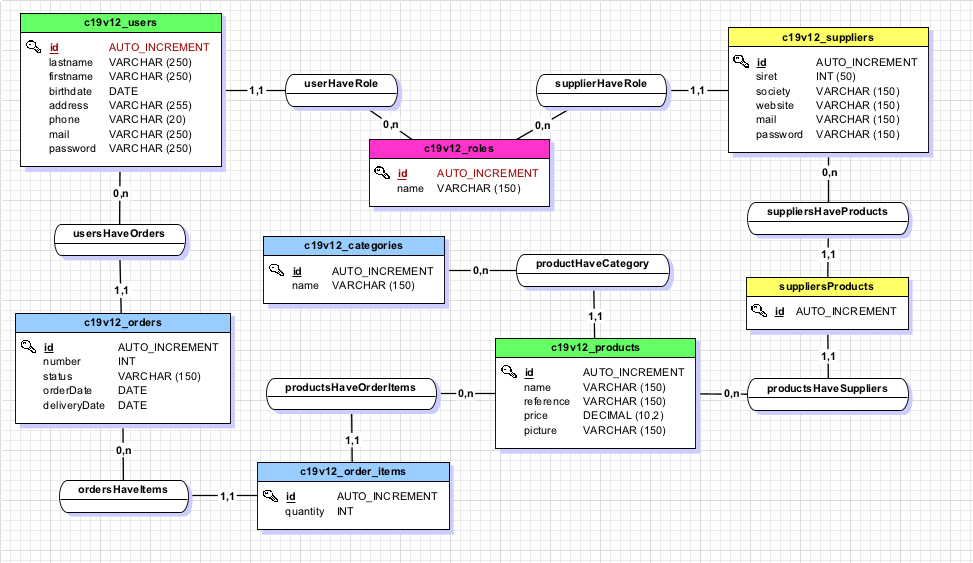 c19v12_users
id AUTO_INCREMENT
lastname VARCHAR (250)
firstname VARCHAR (250)
birthdate DATE
address VARCHAR (255)
phone VARCHAR (20)
mail VARCHAR (250)
password VARCHAR (250)
1,1
userHaveRole
0,n
supplierHaveRole
0,n
1,1
c19v12_suppliers
id AUTO_INCREMENT
siret INT (50)
society VARCHAR (150)
website VARCHAR (150)
mail VARCHAR (150)
password VARCHAR (150)
c19v12_roles
id AUTO_INCREMENT
name VARCHAR (150)
0,n
usersHaveOrders
1,1
0,n
suppliersHaveProducts
1,1
c19v12_categories
id AUTO_INCREMENT
name VARCHAR (150)
0,n
productHaveCategory
1,1
suppliersProducts
id AUTO_INCREMENT
1,1
c19v12_orders
id AUTO_INCREMENT
number INT
status VARCHAR (150)
orderDate DATE
deliveryDate DATE
c19v12_products
id AUTO_INCREMENT
name VARCHAR (150)
reference VARCHAR (150)
price DECIMAL (10,2)
picture VARCHAR (150)
productsHaveOrderItems
0,n
0,n
productsHaveSuppliers
1,1
0,n
ordersHaveItems
1,1
c19v12_order_items
id AUTO_INCREMENT
quantity INT